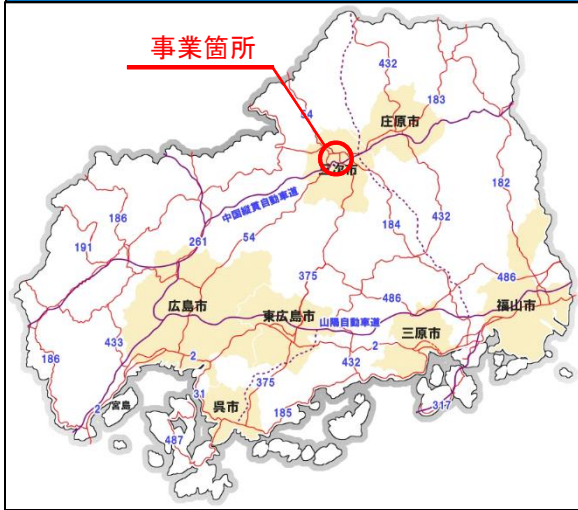 事業箇所
432
54
183
庄原市
三次市
182
中国縦貫自動車道
186
191
261
54
184
432
375
486
486
広島市
東広島市
山陽自動車道
福山市
三原市
433
2
2
432
186
375
31
呉市
185
宮島
2
487
317